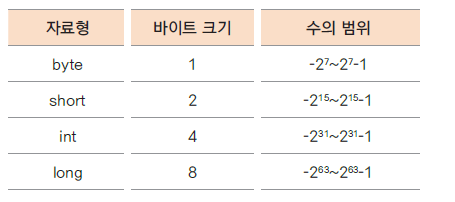 자료형 바이트 크기 수의 범위
byte 1 -2⁷~2⁷-1
short 2 -2¹⁵~2¹⁵-1
int 4 -2³¹~2³¹-1
long 8 -2⁶³~2⁶³-1